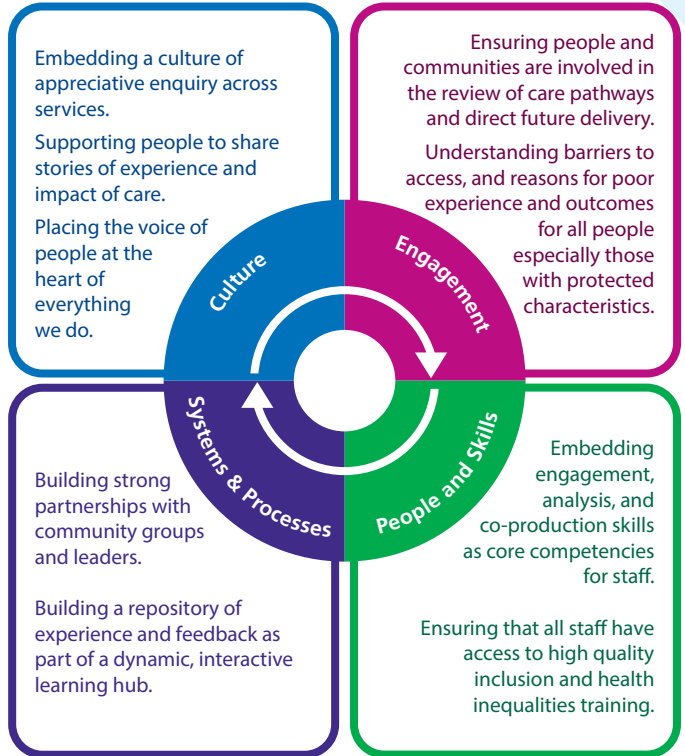 Embedding a culture of
appreciative enquiry across
services.
Supporting people to share
stories of experience and
impact of care.
Placing the voice of
people at the
heart of
everything
we do.
Ensuring people and
communities are involved in
the review of care pathways
and direct future delivery.
Understanding barriers to
access, and reasons for poor
experience and outcomes
for all people
especially those
with protected
characteristics.
Culture
Engagement
Systems & Processes
People and Skills
Building strong
partnerships with
community groups
and leaders.
Building a repository of
experience and feedback as
part of a dynamic, interactive
learning hub.
Embedding
engagement,
analysis, and
co-production skills
as core competencies
for staff.
Ensuring that all staff have
access to high quality
inclusion and health
inequalities training.